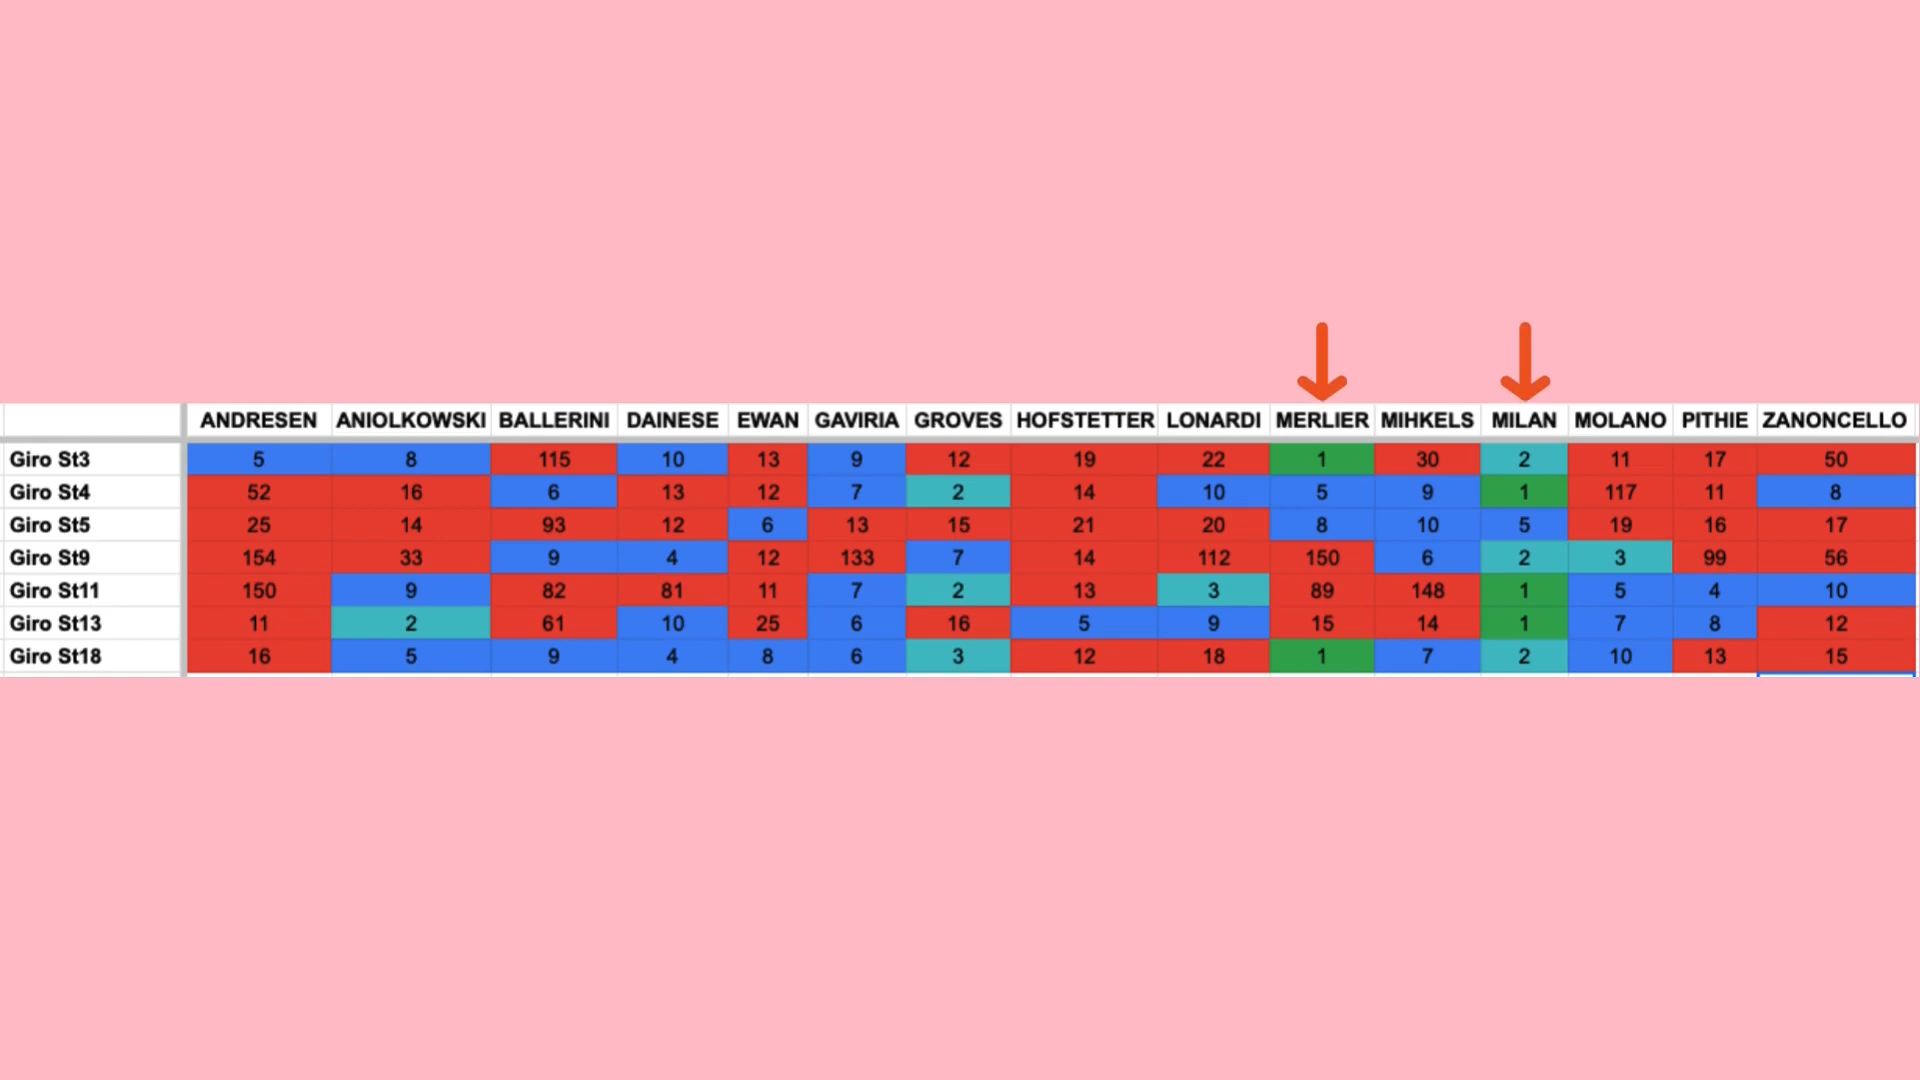 ANDRESEN ANIOLKOWSKI BALLERINI DAINESE EWAN GAVIRIA GROVES HOFSTETTER LONARDI MERLIER MIHKELS MILAN MOLANO PITHIE ZANONCELLO
Giro St3 5 8 115 10 13 9 12 19 22 1 30 2 11 17 50
Giro St4 52 16 6 13 12 7 2 14 10 5 9 1 117 11 8
Giro St5 25 14 93 12 6 13 15 21 20 8 10 5 19 16 17
Giro St9 154 33 9 4 12 133 7 14 112 150 6 2 3 99 56
Giro St11 150 9 82 81 11 7 2 13 3 89 148 1 5 4 10
Giro St13 11 2 61 10 25 6 16 5 9 15 14 1 7 8 12
Giro St18 16 5 9 4 8 6 3 12 18 1 7 2 10 13 15